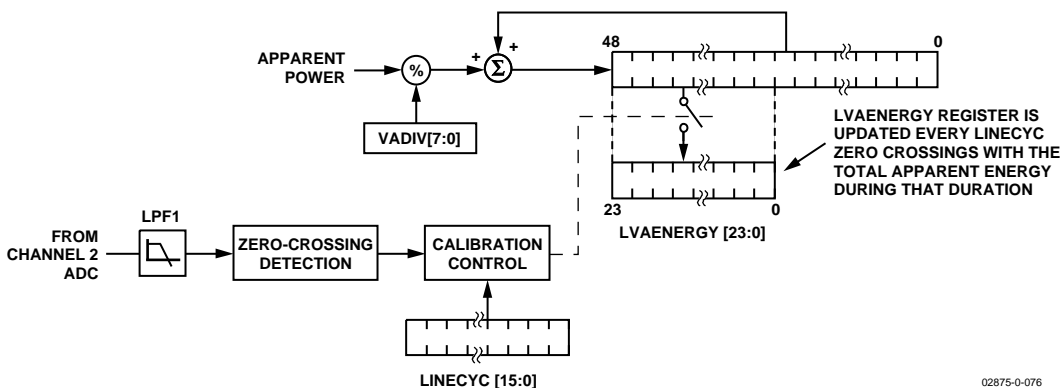 48
0
APPARENT
POWER
%
+
+
Σ
VADIV[7:0]
LVAENERGY REGISTER IS
UPDATED EVERY LINECYC
ZERO CROSSINGS WITH THE
TOTAL APPARENT ENERGY
DURING THAT DURATION
23
0
LVAENERGY [23:0]
LPF1
FROM
CHANNEL 2
ADC
ZERO-CROSSING
DETECTION
CALIBRATION
CONTROL
LINECYC [15:0]
02875-0-076